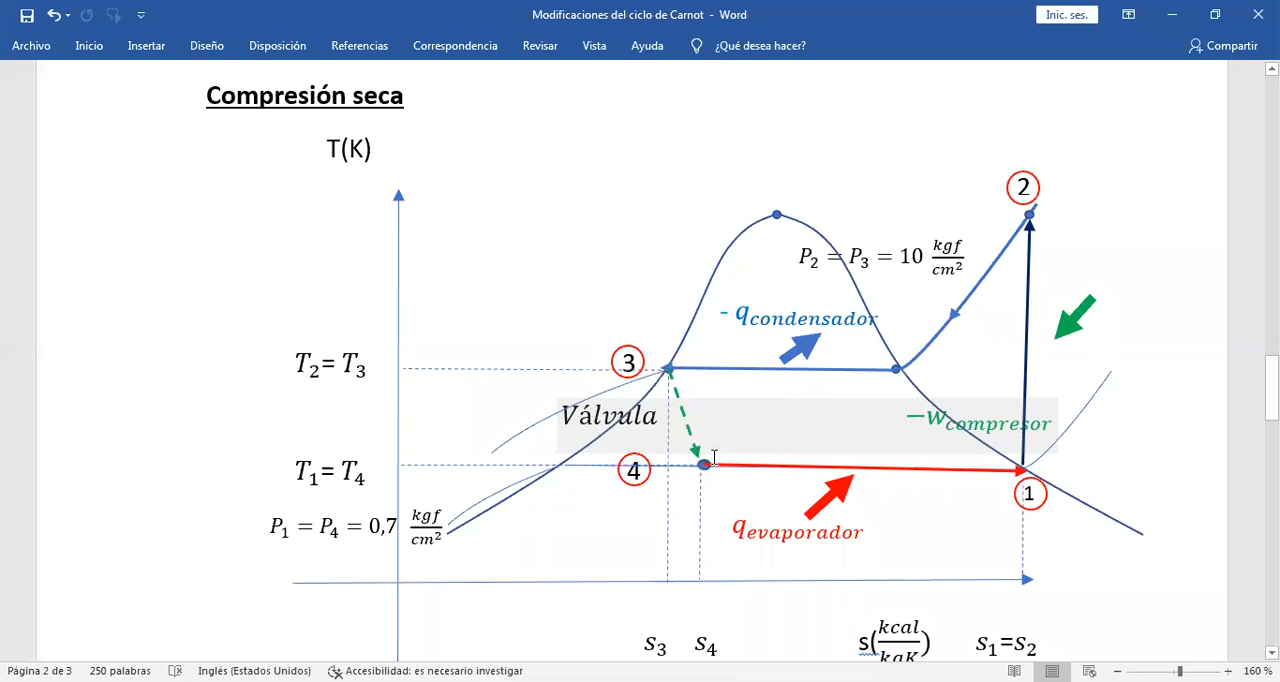 Modificaciones del ciclo de Carnot - Word
Inic. ses.
Archivo Inicio Insertar Diseño Disposición Referencias Correspondencia Revisar Vista Ayuda ¿Qué desea hacer? Compartir
Compresión seca
T(K)
2
P₂ = P₃ = 10 kgf/cm²
- q condensador
T₂= T₃
3
Válvula
−w compresor
T₁= T₄
4
1
P₁ = P₄ = 0,7 kgf/cm²
q evaporador
s₃ s₄ s(kcal/kgK) s₁=s₂
Página 2 de 3 250 palabras Inglés (Estados Unidos) Accesibilidad: es necesario investigar 160 %